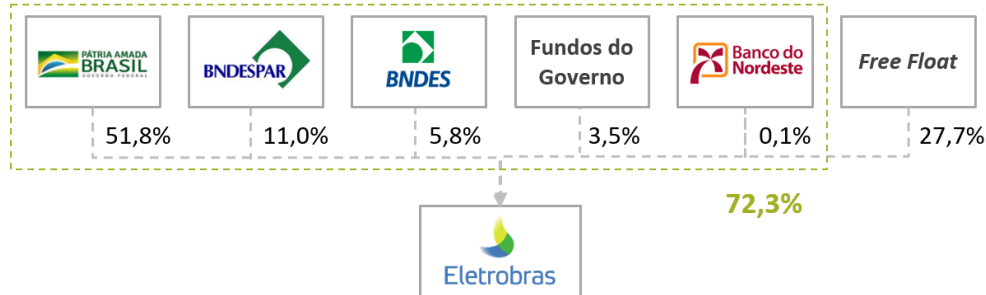 PÁTRIA AMADA
BRASIL
GOVERNO FEDERAL
BNDESPAR
BNDES
Fundos do
Governo
Banco do
Nordeste
Free Float
51,8%
11,0%
5,8%
3,5%
0,1%
27,7%
72,3%
Eletrobras